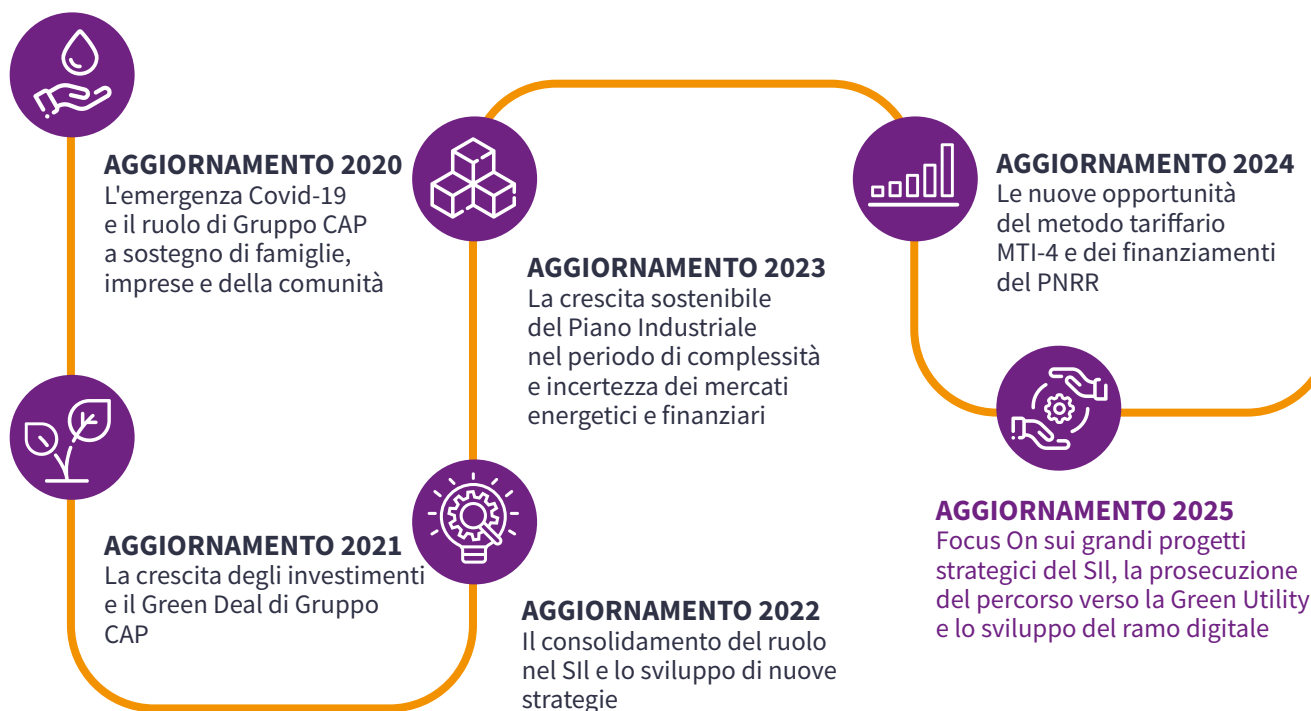 AGGIORNAMENTO 2020
L'emergenza Covid-19
e il ruolo di Gruppo CAP
a sostegno di famiglie,
imprese e della comunità
AGGIORNAMENTO 2021
La crescita degli investimenti
e il Green Deal di Gruppo
CAP
AGGIORNAMENTO 2022
Il consolidamento del ruolo
nel SIl e lo sviluppo di nuove
strategie
AGGIORNAMENTO 2023
La crescita sostenibile
del Piano Industriale
nel periodo di complessità
e incertezza dei mercati
energetici e finanziari
AGGIORNAMENTO 2024
Le nuove opportunità
del metodo tariffario
MTI-4 e dei finanziamenti
del PNRR
AGGIORNAMENTO 2025
Focus On sui grandi progetti
strategici del SIl, la prosecuzione
del percorso verso la Green Utility
e lo sviluppo del ramo digitale